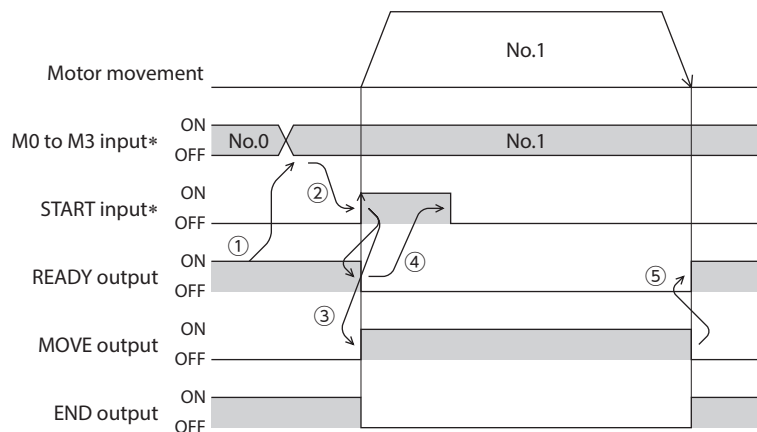 No.1
Motor movement
M0 to M3 input*
ON
OFF
No.0
No.1
START input*
ON
OFF
②
①
④
READY output
ON
OFF
⑤
③
MOVE output
ON
OFF
END output
ON
OFF